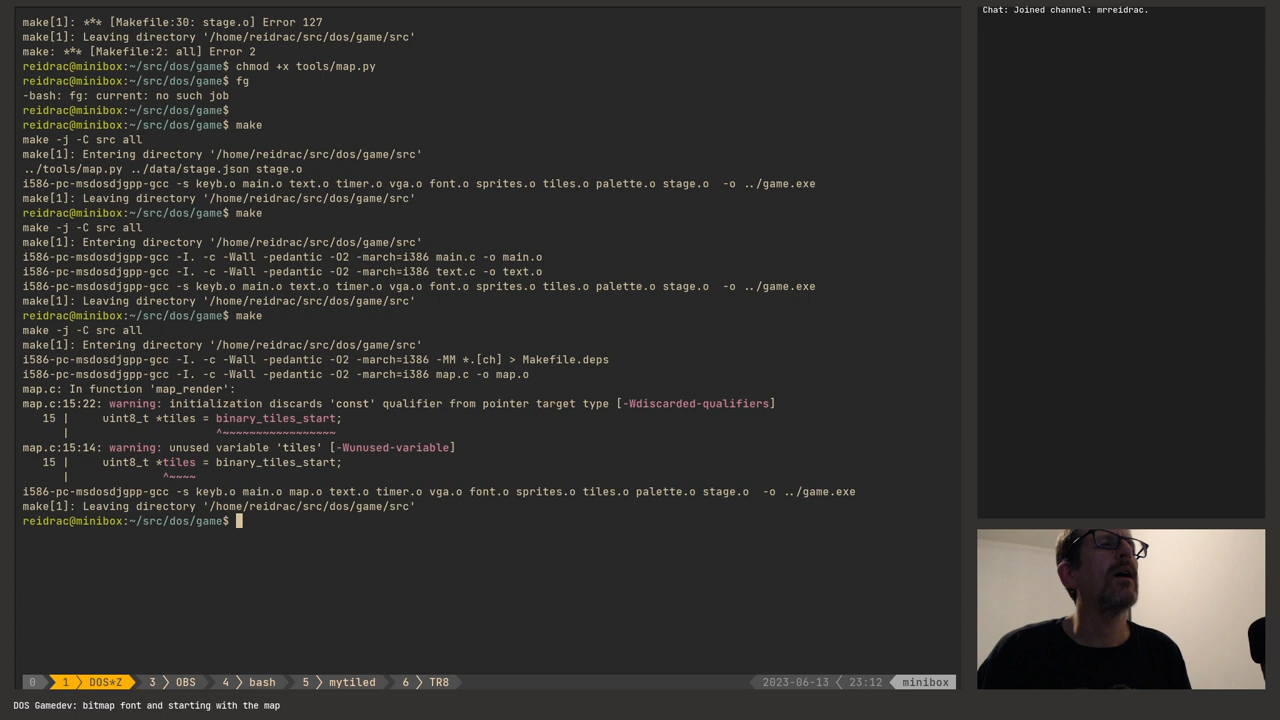 make[1]: *** [Makefile:30: stage.o] Error 127
make[1]: Leaving directory '/home/reidrac/src/dos/game/src'
make: *** [Makefile:2: all] Error 2
reidrac@minibox:~/src/dos/game$ chmod +x tools/map.py
reidrac@minibox:~/src/dos/game$ fg
-bash: fg: current: no such job
reidrac@minibox:~/src/dos/game$
reidrac@minibox:~/src/dos/game$ make
make -j -C src all
make[1]: Entering directory '/home/reidrac/src/dos/game/src'
../tools/map.py ../data/stage.json stage.o
i586-pc-msdosdjgpp-gcc -s keyb.o main.o text.o timer.o vga.o font.o sprites.o tiles.o palette.o stage.o  -o ../game.exe
make[1]: Leaving directory '/home/reidrac/src/dos/game/src'
reidrac@minibox:~/src/dos/game$ make
make -j -C src all
make[1]: Entering directory '/home/reidrac/src/dos/game/src'
i586-pc-msdosdjgpp-gcc -I. -c -Wall -pedantic -O2 -march=i386 main.c -o main.o
i586-pc-msdosdjgpp-gcc -I. -c -Wall -pedantic -O2 -march=i386 text.c -o text.o
i586-pc-msdosdjgpp-gcc -s keyb.o main.o text.o timer.o vga.o font.o sprites.o tiles.o palette.o stage.o  -o ../game.exe
make[1]: Leaving directory '/home/reidrac/src/dos/game/src'
reidrac@minibox:~/src/dos/game$ make
make -j -C src all
make[1]: Entering directory '/home/reidrac/src/dos/game/src'
i586-pc-msdosdjgpp-gcc -I. -c -Wall -pedantic -O2 -march=i386 -MM *.[ch] > Makefile.deps
i586-pc-msdosdjgpp-gcc -I. -c -Wall -pedantic -O2 -march=i386 map.c -o map.o
map.c: In function 'map_render':
map.c:15:22: warning: initialization discards 'const' qualifier from pointer target type [-Wdiscarded-qualifiers]
   15 |     uint8_t *tiles = binary_tiles_start;
      |                      ^~~~~~~~~~~~~~~~~~
map.c:15:14: warning: unused variable 'tiles' [-Wunused-variable]
   15 |     uint8_t *tiles = binary_tiles_start;
      |              ^~~~~
i586-pc-msdosdjgpp-gcc -s keyb.o main.o map.o text.o timer.o vga.o font.o sprites.o tiles.o palette.o stage.o  -o ../game.exe
make[1]: Leaving directory '/home/reidrac/src/dos/game/src'
reidrac@minibox:~/src/dos/game$
0 1 DOS*Z 3 OBS 4 bash 5 mytiled 6 TR8 2023-06-13 23:12 minibox
DOS Gamedev: bitmap font and starting with the map
Chat: Joined channel: mrreidrac.